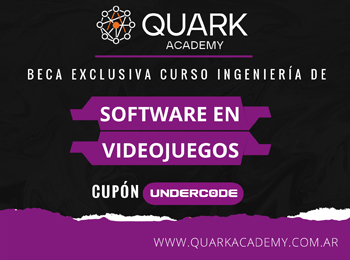 QUARK
ACADEMY
BECA EXCLUSIVA CURSO INGENIERÍA DE
SOFTWARE EN
VIDEOJUEGOS
CUPÓN UNDERCODE
WWW.QUARKACADEMY.COM.AR